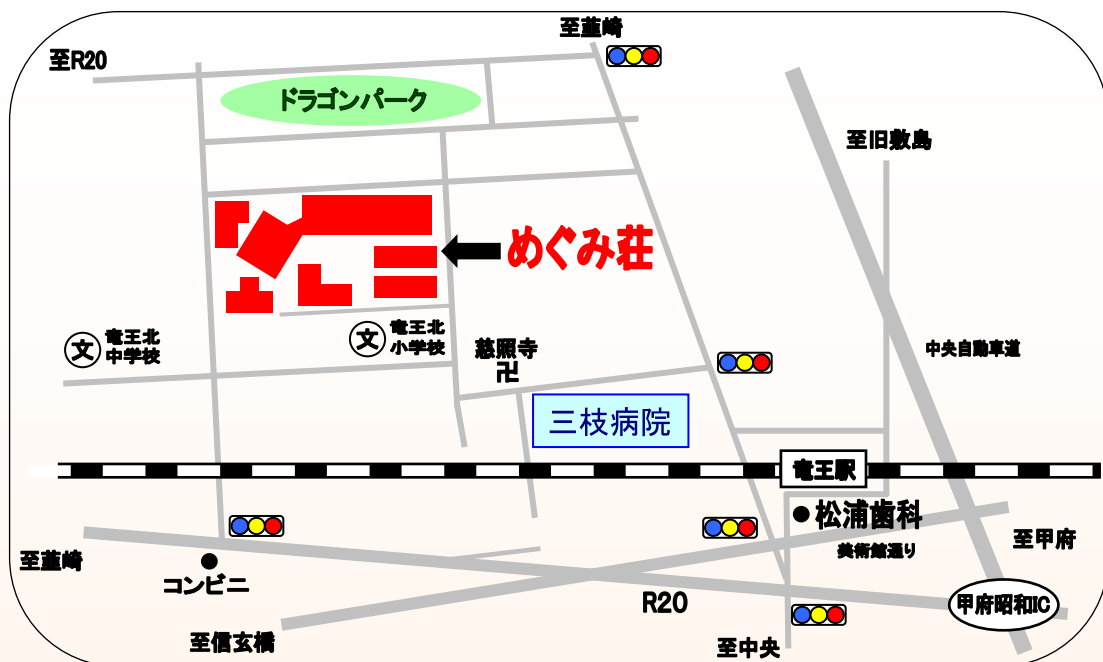 至韮崎
至R20
ドラゴンパーク
至旧敷島
めぐみ荘
文
竜王北
中学校
文
竜王北
小学校
慈照寺
卍
中央自動車道
三枝病院
竜王駅
松浦歯科
美術館通り
至甲府
至韮崎
コンビニ
R20
甲府昭和IC
至信玄橋
至中央